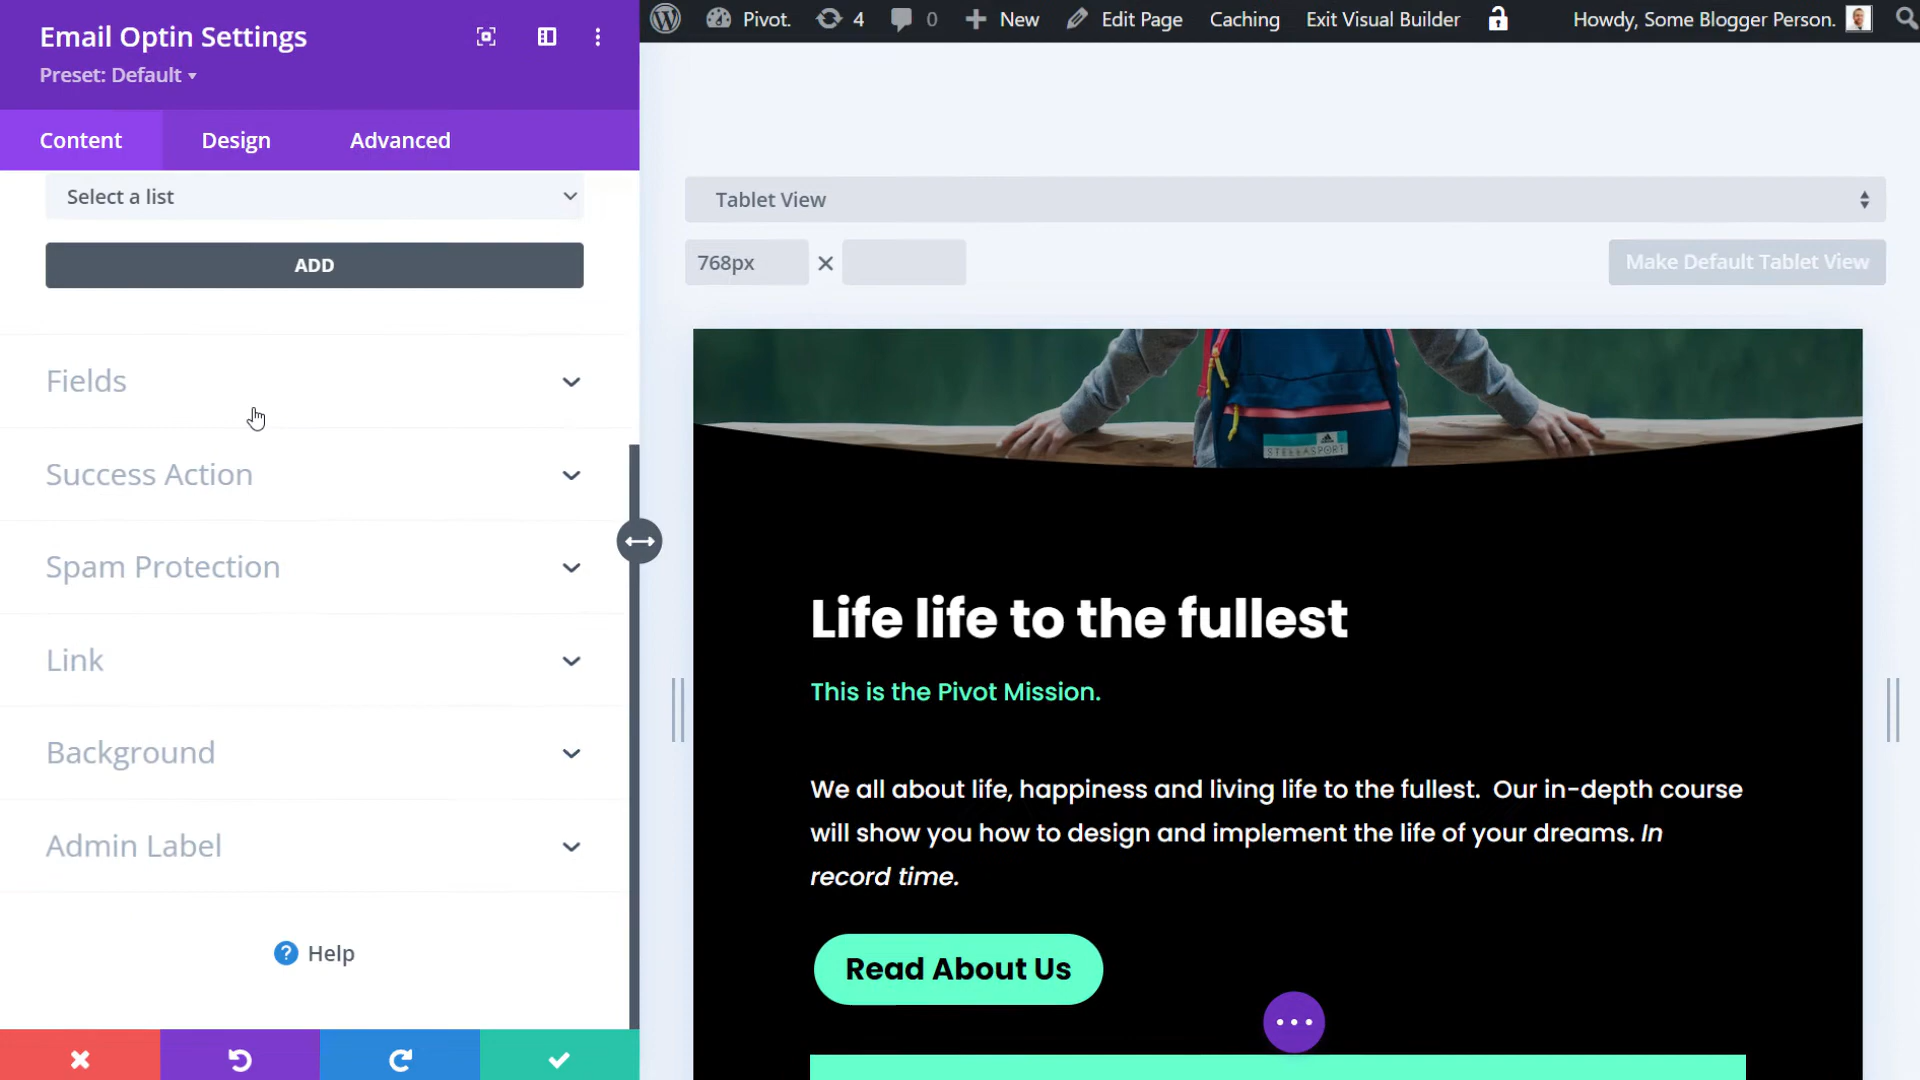 Email Optin Settings
Preset: Default
Content
Design
Advanced
Select a list
ADD
Fields
Success Action
Spam Protection
Link
Background
Admin Label
? Help
Pivot.
4
0
New
Edit Page
Caching
Exit Visual Builder
Howdy, Some Blogger Person.
Tablet View
768px
Make Default Tablet View
adidas
STELLASPORT
Life life to the fullest
This is the Pivot Mission.
We all about life, happiness and living life to the fullest. Our in-depth course
will show you how to design and implement the life of your dreams. In
record time.
Read About Us